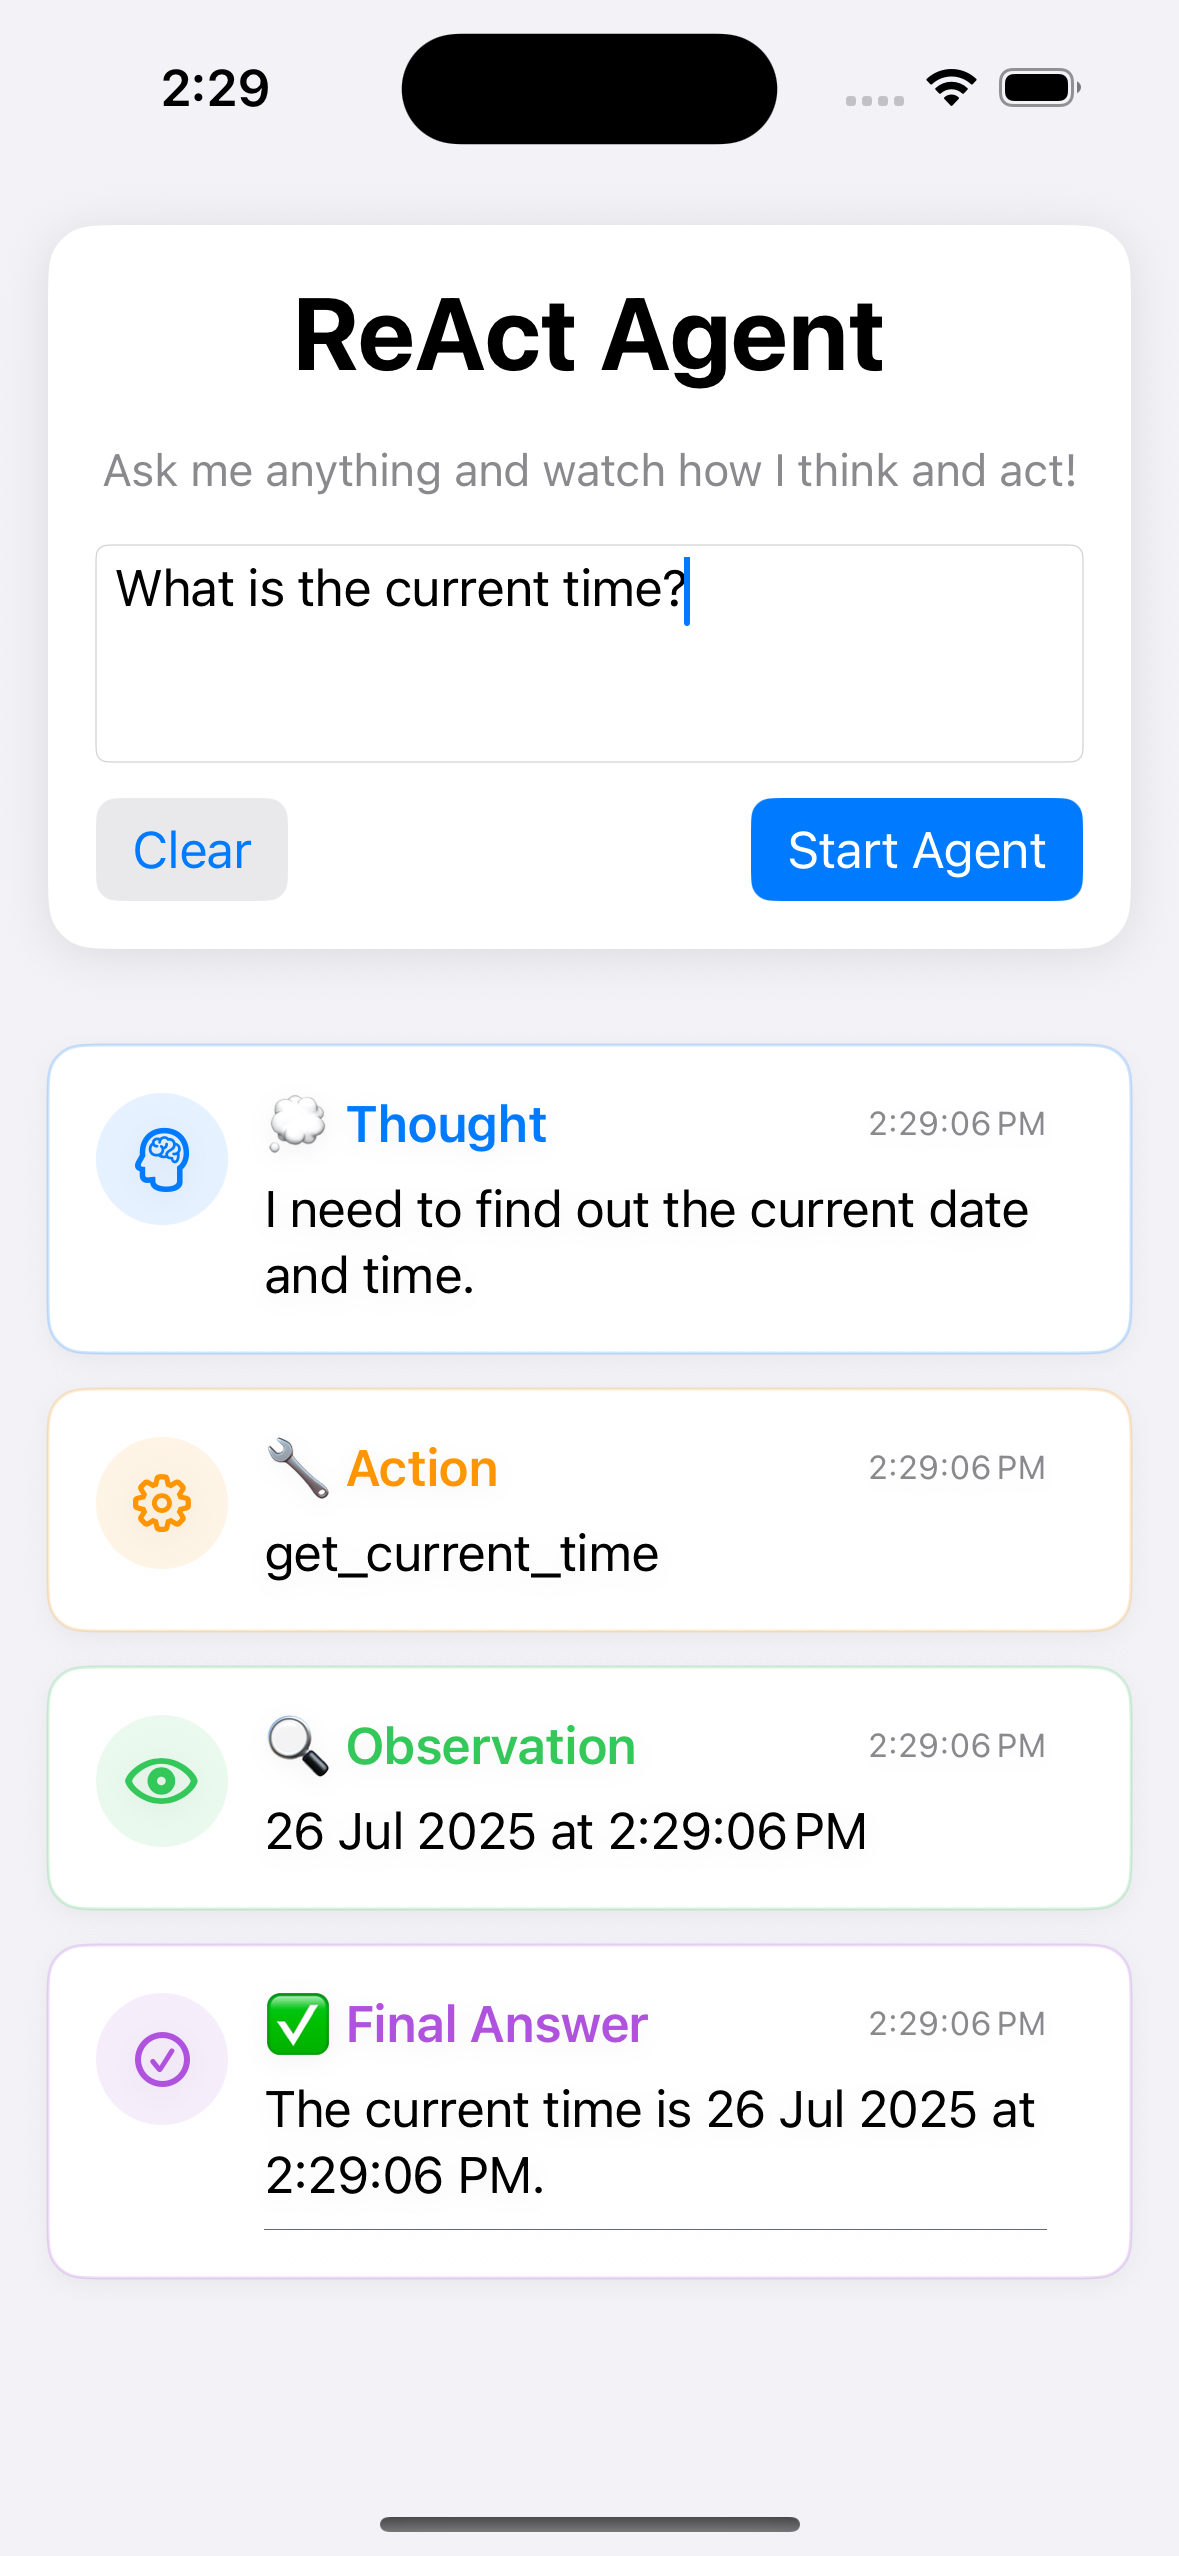 2:29
ReAct Agent
Ask me anything and watch how I think and act!
What is the current time?
Clear
Start Agent
💭 Thought
2:29:06 PM
I need to find out the current date
and time.
🔧 Action
2:29:06 PM
get_current_time
🔍 Observation
2:29:06 PM
26 Jul 2025 at 2:29:06 PM
✅ Final Answer
2:29:06 PM
The current time is 26 Jul 2025 at
2:29:06 PM.